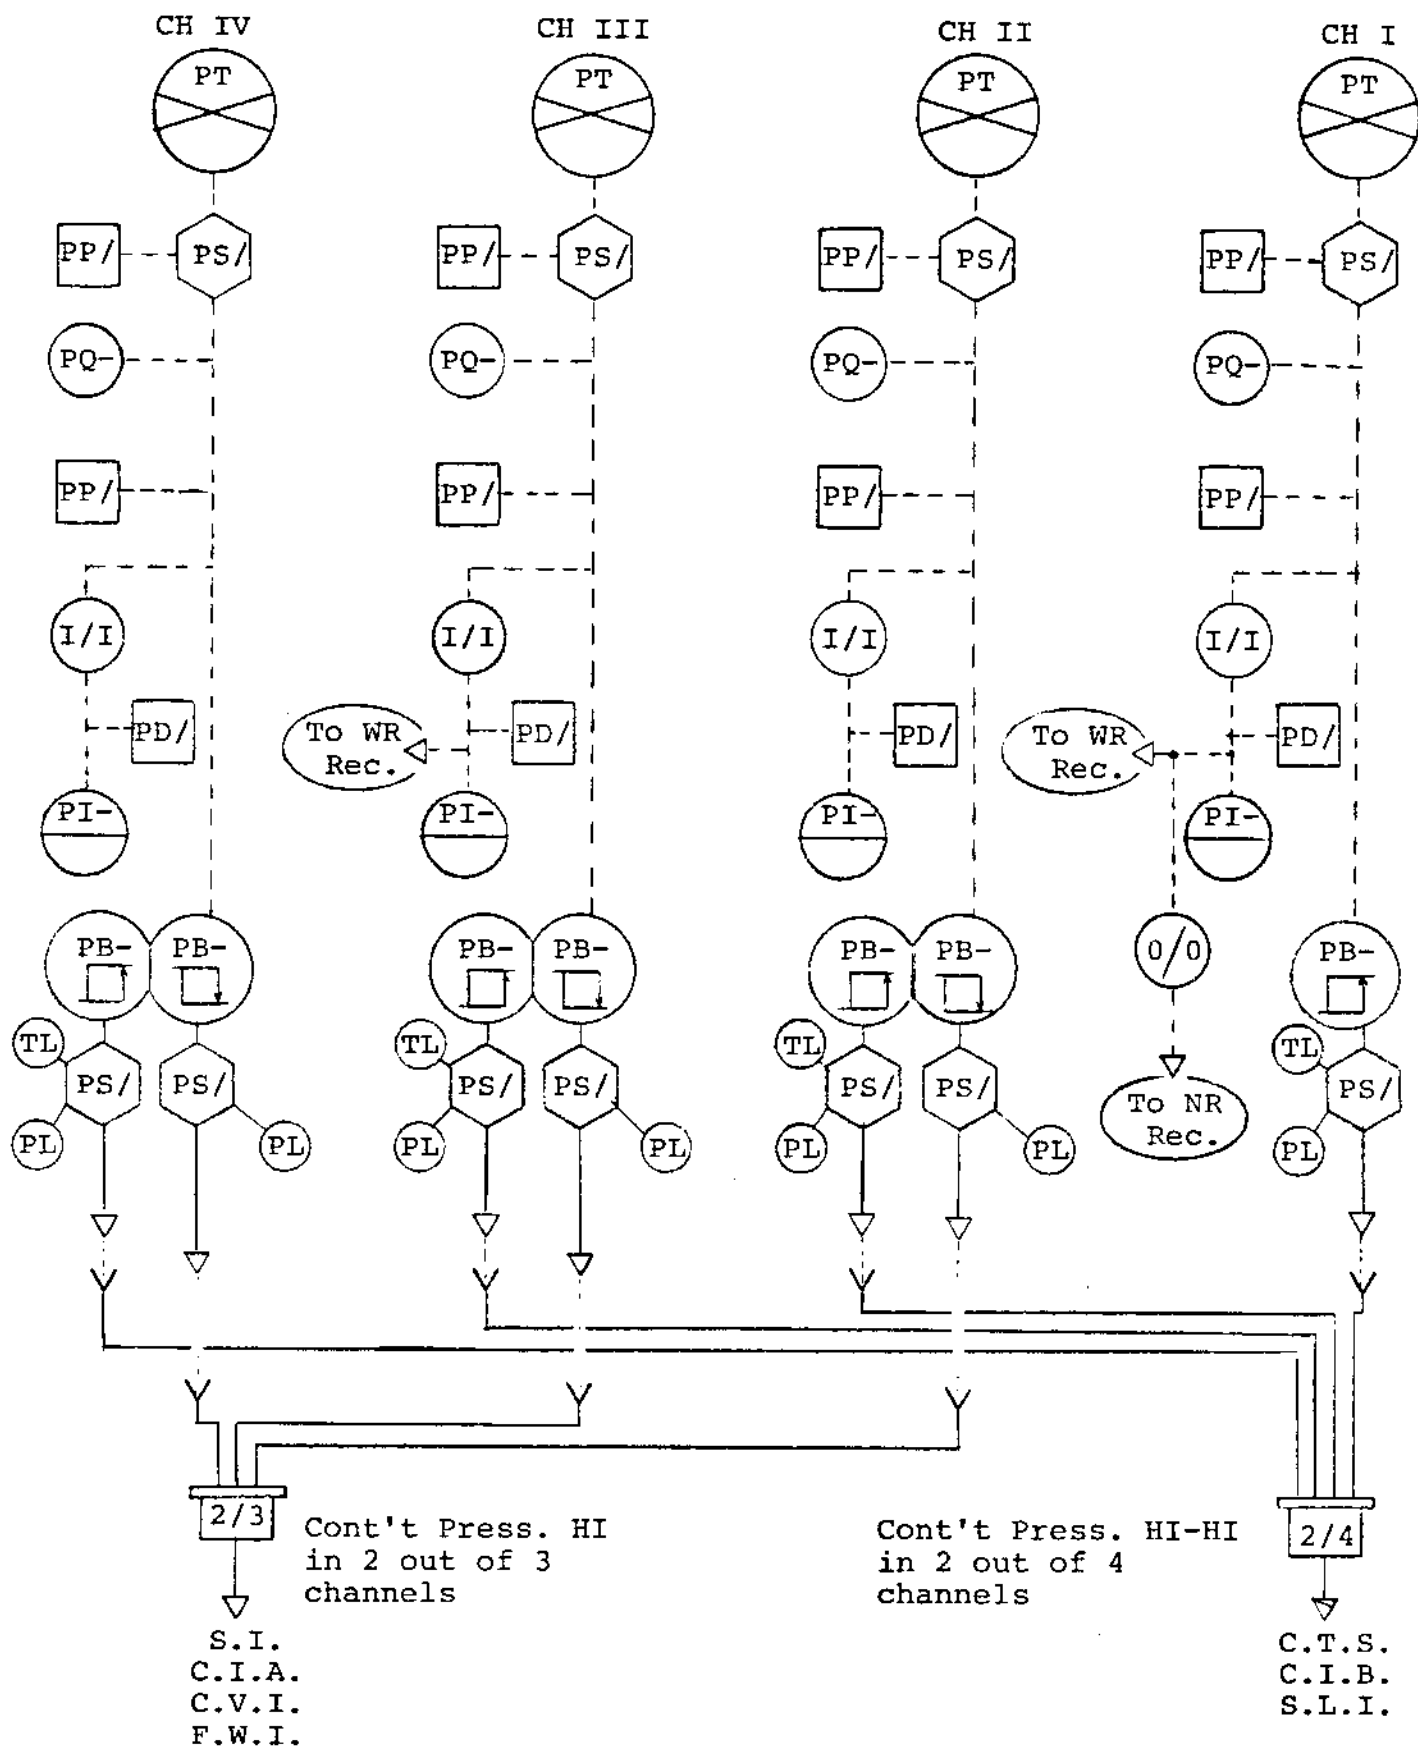 CH IV
CH III
CH II
CH I
PT
PT
PT
PT
PP/
PS/
PP/
PS/
PP/
PS/
PP/
PS/
PQ-
PQ-
PQ-
PQ-
PP/
PP/
PP/
PP/
I/I
I/I
I/I
I/I
PD/
To WR
Rec.
PD/
PD/
To WR
Rec.
PD/
PI-
PI-
PI-
PI-
PB-
PB-
PB-
PB-
PB-
PB-
0/0
PB-
TL
TL
TL
TL
PS/
PS/
PS/
PS/
PS/
PS/
PS/
To NR
Rec.
PL
PL
PL
PL
PL
PL
PL
2/3
Cont't Press. HI
in 2 out of 3
channels
Cont't Press. HI-HI
in 2 out of 4
channels
2/4
S.I.
C.I.A.
C.V.I.
F.W.I.
C.T.S.
C.I.B.
S.L.I.